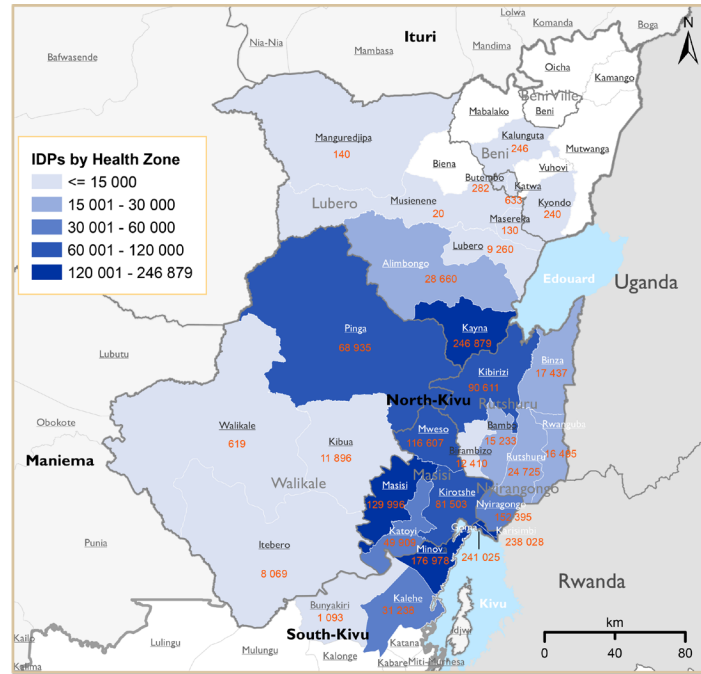 Lolwa
Komanda
Boga
N
Nia-Nia
Ituri
Mambasa
Mandima
Bafwasende
Oicha
Kamango
Beni Ville
Mabalako
Beni
IDPs by Health Zone
<= 15 000
15 001 - 30 000
30 001 - 60 000
60 001 - 120 000
120 001 - 246 879
Manguredjipa
140
Kalunguta
246
Mutwanga
Beni
Biena
Vuhovi
Butembo
282
Katwa
633
Lubero
Musienene
20
Kyondo
240
Masereka
130
Lubero
9 260
Alimbongo
28 660
Edouard
Uganda
Pinga
68 935
Kayna
246 879
Lubutu
Binza
17 437
Kibirizi
90 611
North-Kivu
Rutshuru
Obokote
Walikale
619
Mweso
116 607
Bambo
15 233
Rwanguba
Kibua
11 896
Birambizo
12 419
Rutshuru
24 725
Maniema
Masisi
Walikale
Masisi
129 996
Kirotshe
61 503
Nyirangongo
Nyiragongo
395
Katoyi
Goma
Karisimbi
238 028
Punia
Itebero
8 069
Minova
176 978
241 025
Rwanda
Bunyakiri
1 093
Kalehe
Kivu
South-Kivu
Idjwi
km
Kailo
Lulingu
Mulungu
Kalonge
Katana
Kabare
Miti-Murhesa
Kalima
0
40
80